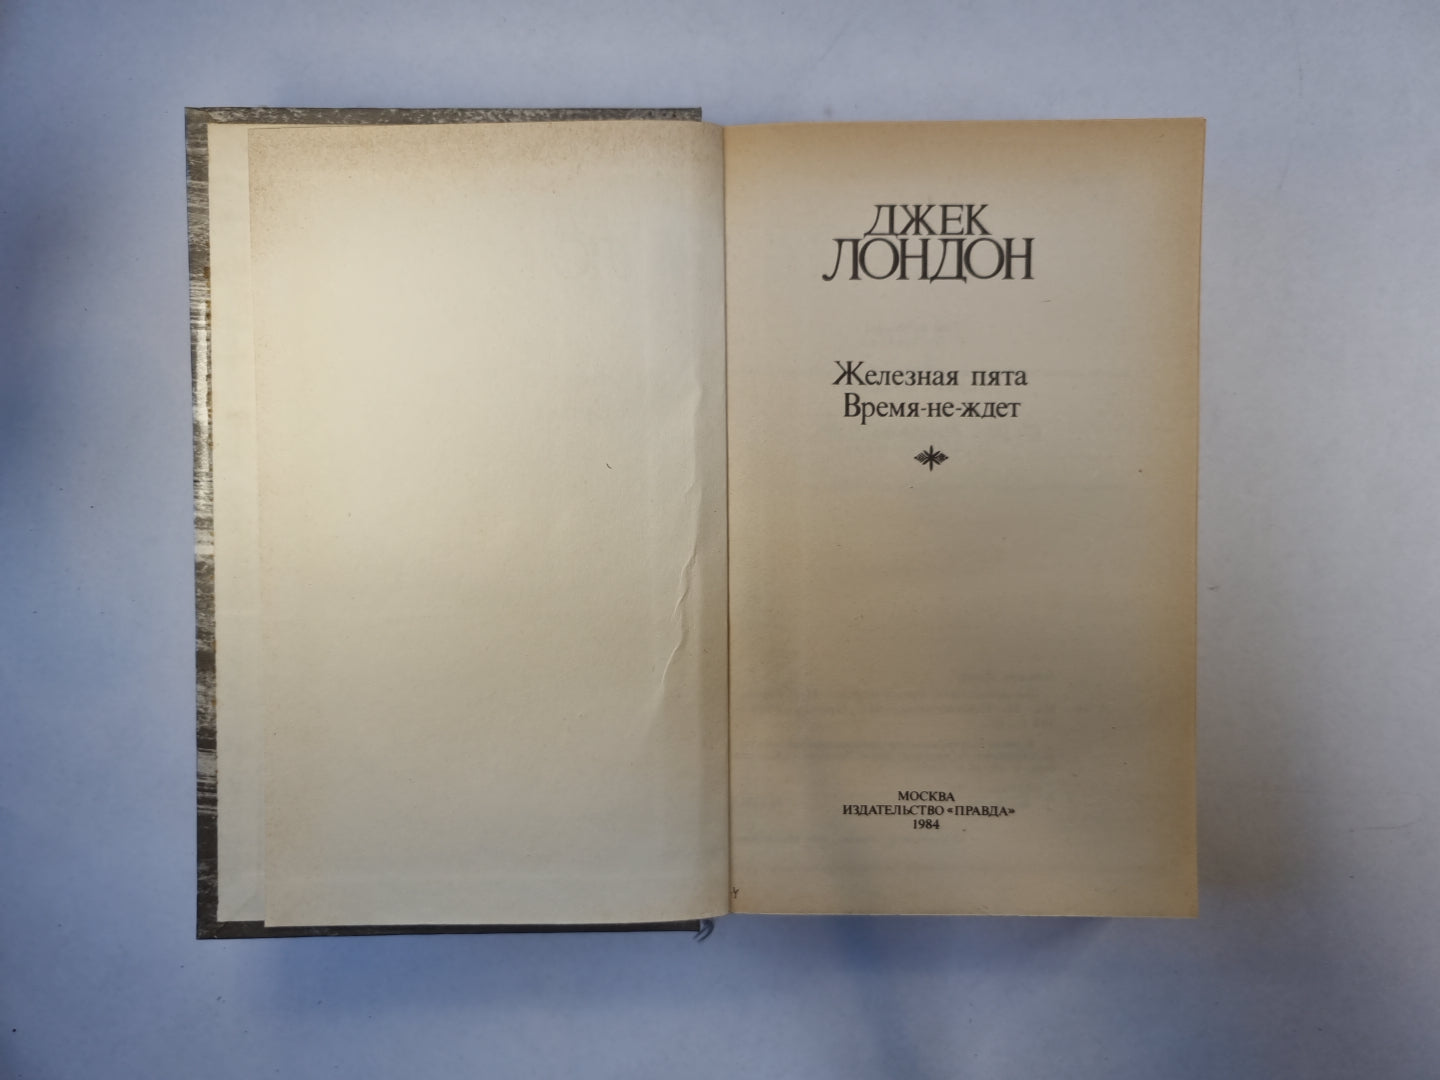 ДЖЕК
ЛОНДОН
Железная пята
Время-не-ждет
МОСКВА
ИЗДАТЕЛЬСТВО «ПРАВДА»
1984